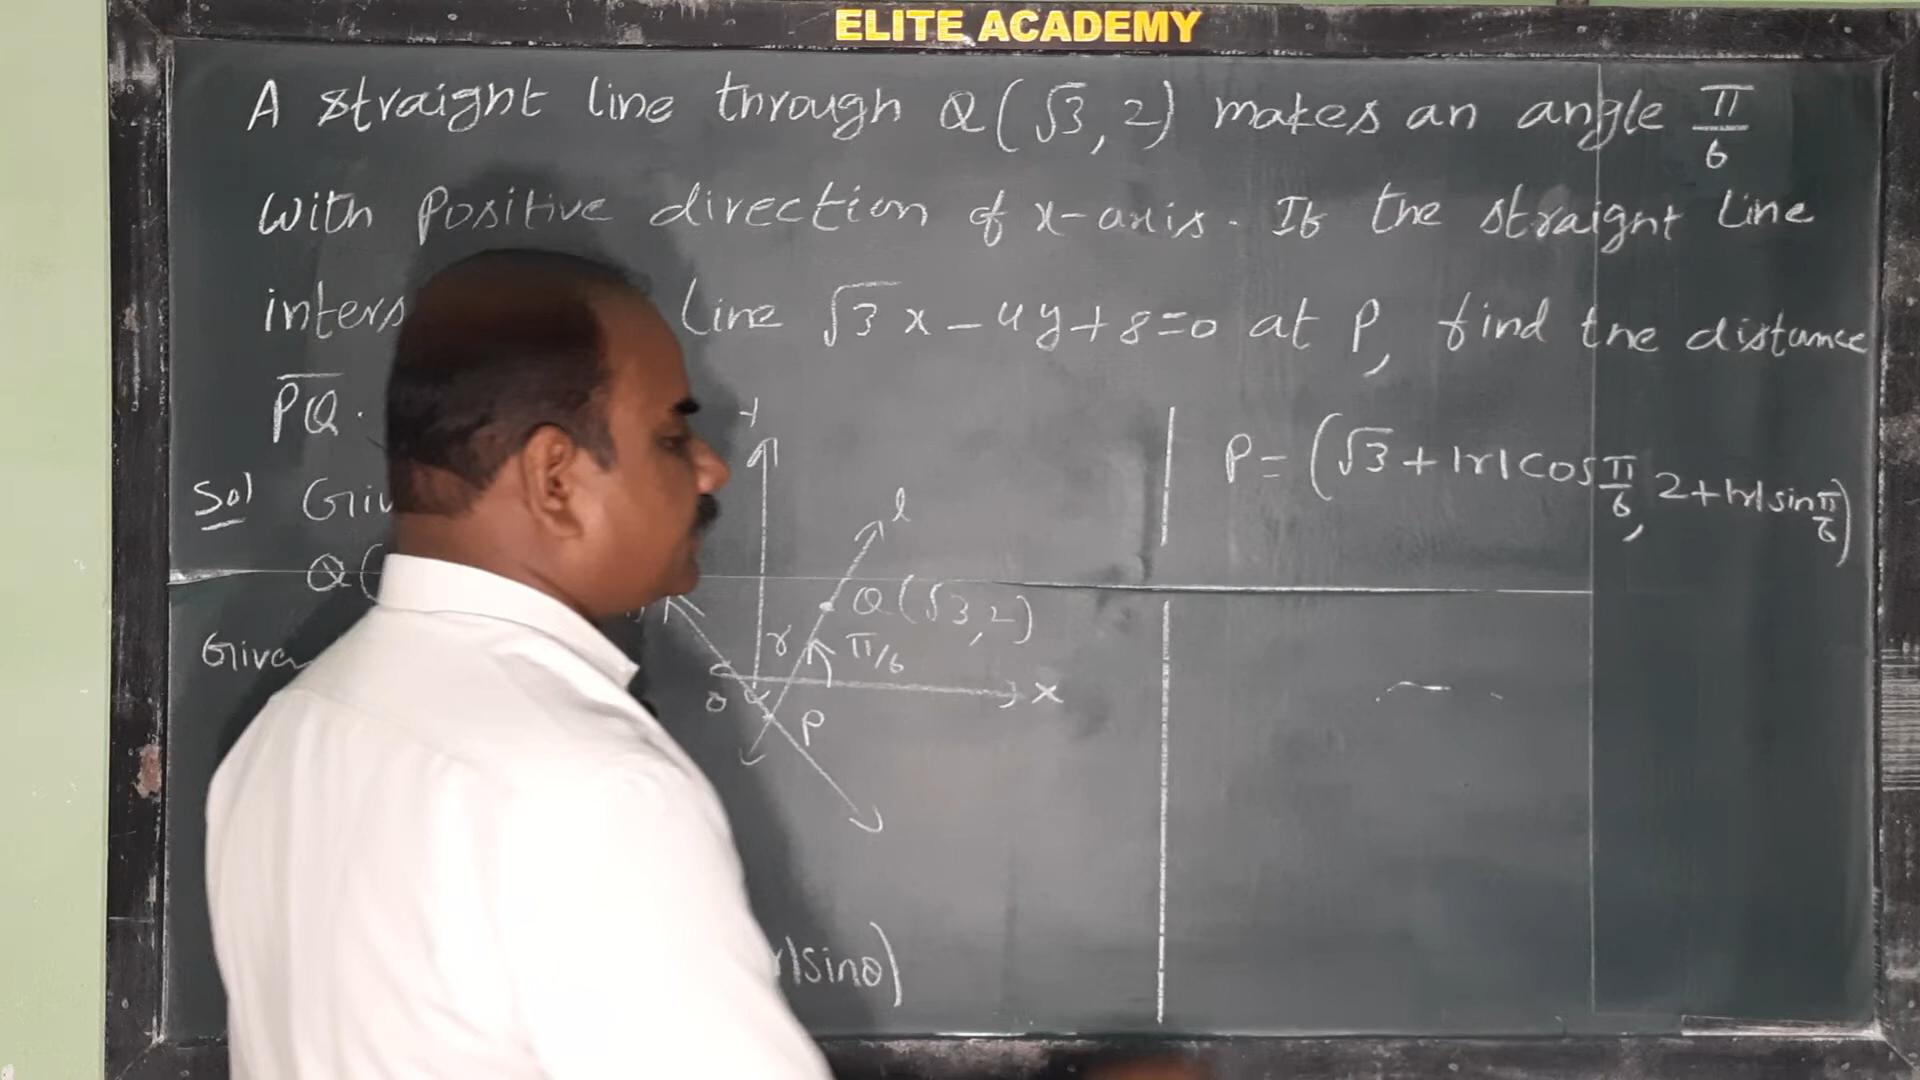 ELITE ACADEMY
A straight line through Q(√3, 2) makes an angle π/6
with positive direction of x-axis. If the straight line
line √3x-4y+8=0 at P, find the distance
PQ.
Sol
Y
P = (√3+|r|cos π/6, 2+|r|sin π/6)
l
Q(√3,2)
r π/6
O X
P
|r|sinθ)